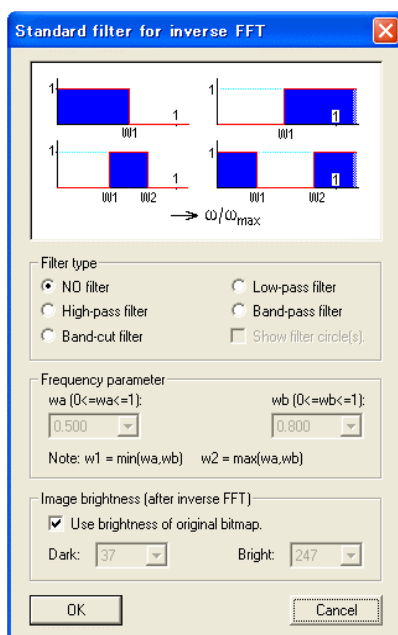 Standard filter for inverse FFT
1 1
1 1
W1 W1
1 1
1 1
W1 W2 W1 W2
ω/ωmax
Filter type
NO filter Low-pass filter
High-pass filter Band-pass filter
Band-cut filter Show filter circle(s).
Frequency parameter
wa (0<=wa<=1): wb (0<=wb<=1):
0.500 0.800
Note: w1 = min(wa,wb) w2 = max(wa,wb)
Image brightness (after inverse FFT)
Use brightness of original bitmap.
Dark: 37 Bright: 247
OK Cancel